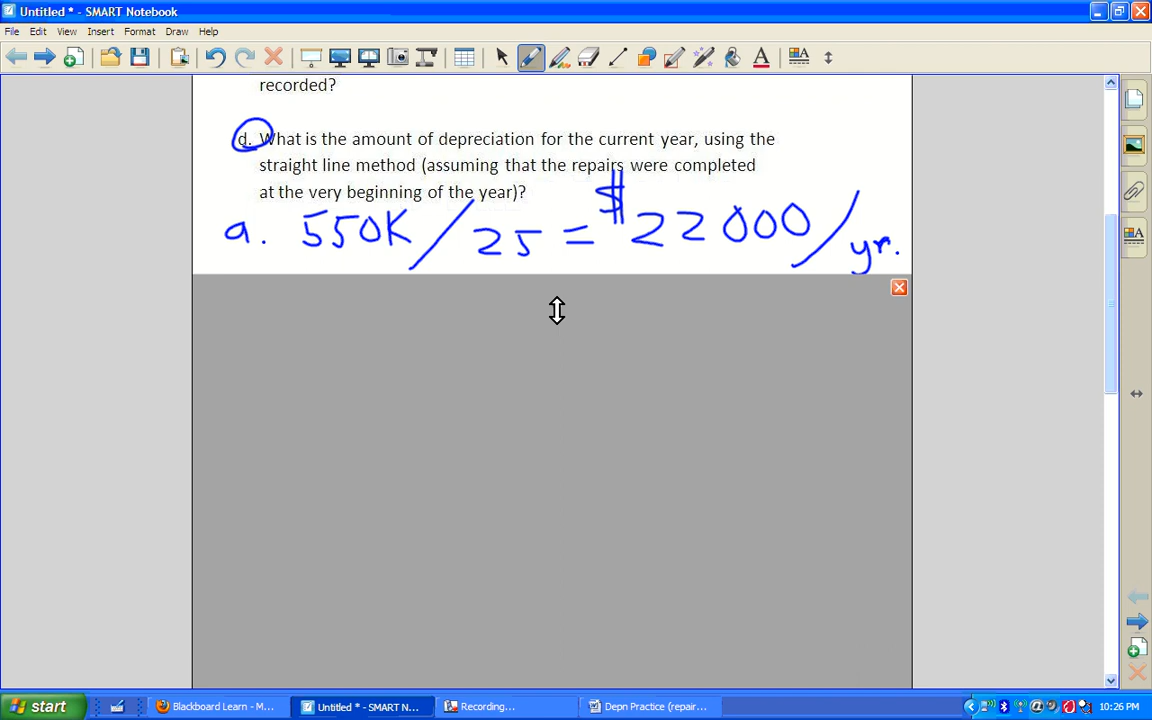 Untitled * - SMART Notebook
File Edit View Insert Format Draw Help
recorded?
d. What is the amount of depreciation for the current year, using the
straight line method (assuming that the repairs were completed
at the very beginning of the year)?
a. 550K / 25 = $22000 / yr.
start Blackboard Learn - M... Untitled * - SMART N... Recording... Depn Practice (repair... 10:26 PM